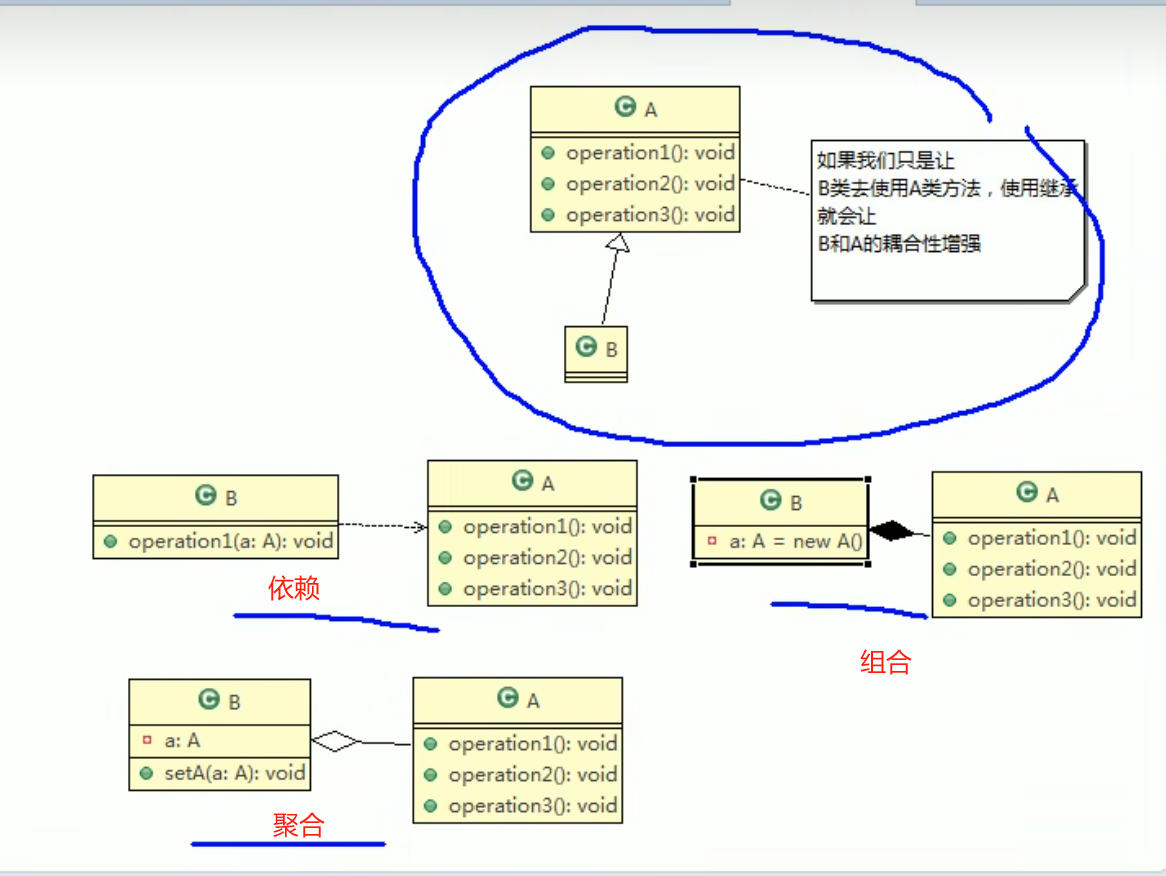 A
operation1(): void
operation2(): void
operation3(): void
如果我们只是让
B类去使用A类方法，使用继承
就会让
B和A的耦合性增强
B
B
operation1(a: A): void
A
operation1(): void
operation2(): void
operation3(): void
依赖
B
a: A = new A()
A
operation1(): void
operation2(): void
operation3(): void
组合
B
a: A
setA(a: A): void
A
operation1(): void
operation2(): void
operation3(): void
聚合